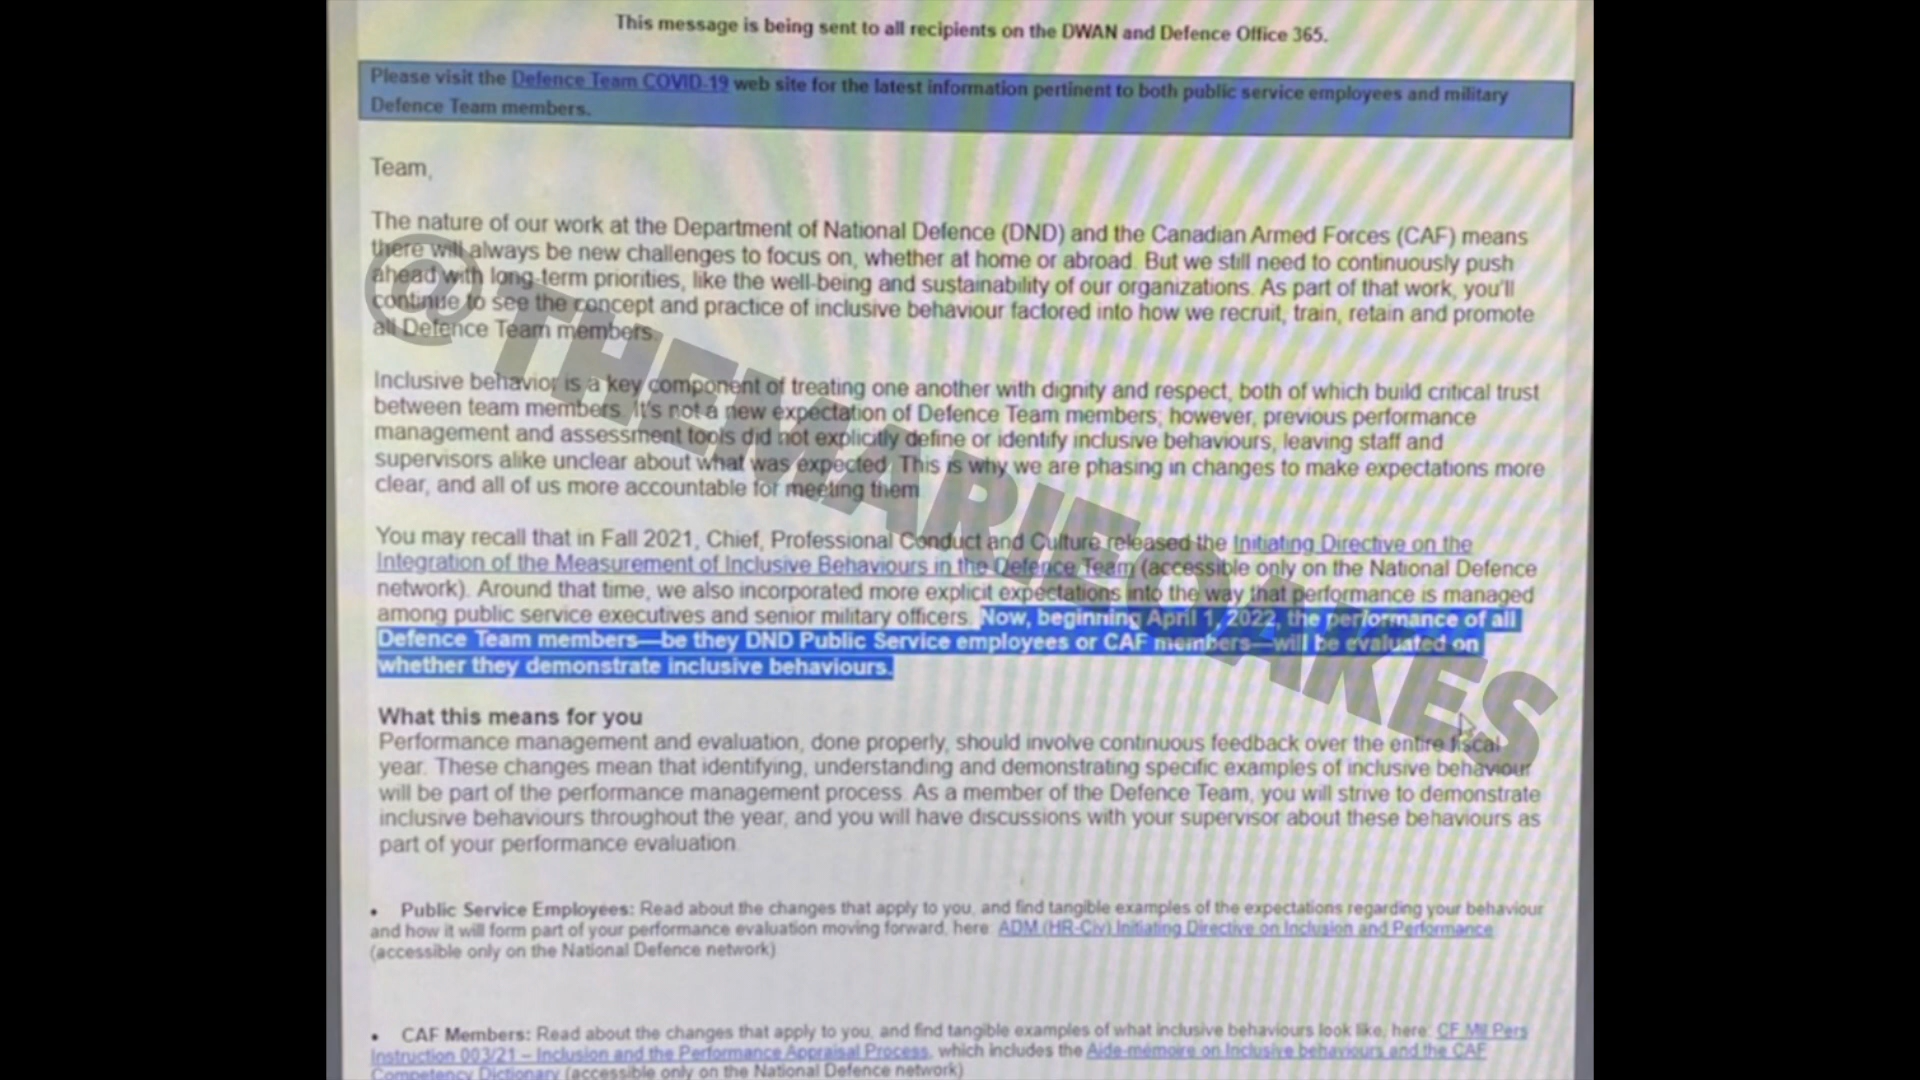 This message is being sent to all recipients on the DWAN and Defence Office 365.
Please visit the Defence Team COVID-19 web site for the latest information pertinent to both public service employees and military
Defence Team members.
Team,
The nature of our work at the Department of National Defence (DND) and the Canadian Armed Forces (CAF) means
there will always be new challenges to focus on, whether at home or abroad. But we still need to continuously push
ahead with long-term priorities, like the well-being and sustainability of our organizations. As part of that work, you'll
continue to see the concept and practice of inclusive behaviour factored into how we recruit, train, retain and promote
all Defence Team members.
Inclusive behavior is a key component of treating one another with dignity and respect, both of which build critical trust
between team members. It's not a new expectation of Defence Team members; however, previous performance
management and assessment tools did not explicitly define or identify inclusive behaviours, leaving staff and
supervisors alike unclear about what was expected. This is why we are phasing in changes to make expectations more
clear, and all of us more accountable for meeting them.
You may recall that in Fall 2021, Chief, Professional Conduct and Culture released the Initiating Directive on the
Integration of the Measurement of Inclusive Behaviours in the Defence Team (accessible only on the National Defence
network). Around that time, we also incorporated more explicit expectations into the way that performance is managed
among public service executives and senior military officers. Now, beginning April 1, 2022, the performance of all
Defence Team members—be they DND Public Service employees or CAF members—will be evaluated on
whether they demonstrate inclusive behaviours.
What this means for you
Performance management and evaluation, done properly, should involve continuous feedback over the entire fiscal
year. These changes mean that identifying, understanding and demonstrating specific examples of inclusive behaviour
will be part of the performance management process. As a member of the Defence Team, you will strive to demonstrate
inclusive behaviours throughout the year, and you will have discussions with your supervisor about these behaviours as
part of your performance evaluation.
• Public Service Employees: Read about the changes that apply to you, and find tangible examples of the expectations regarding your behaviour
and how it will form part of your performance evaluation moving forward, here: ADM (HR-Civ) Initiating Directive on Inclusion and Performance
(accessible only on the National Defence network)
• CAF Members: Read about the changes that apply to you, and find tangible examples of what inclusive behaviours look like, here: CF Mil Pers
Instruction 003/21 – Inclusion and the Performance Appraisal Process, which includes the Aide-mémoire on Inclusive behaviours and the CAF
Competency Dictionary (accessible only on the National Defence network)
@THEMARIEOAKES